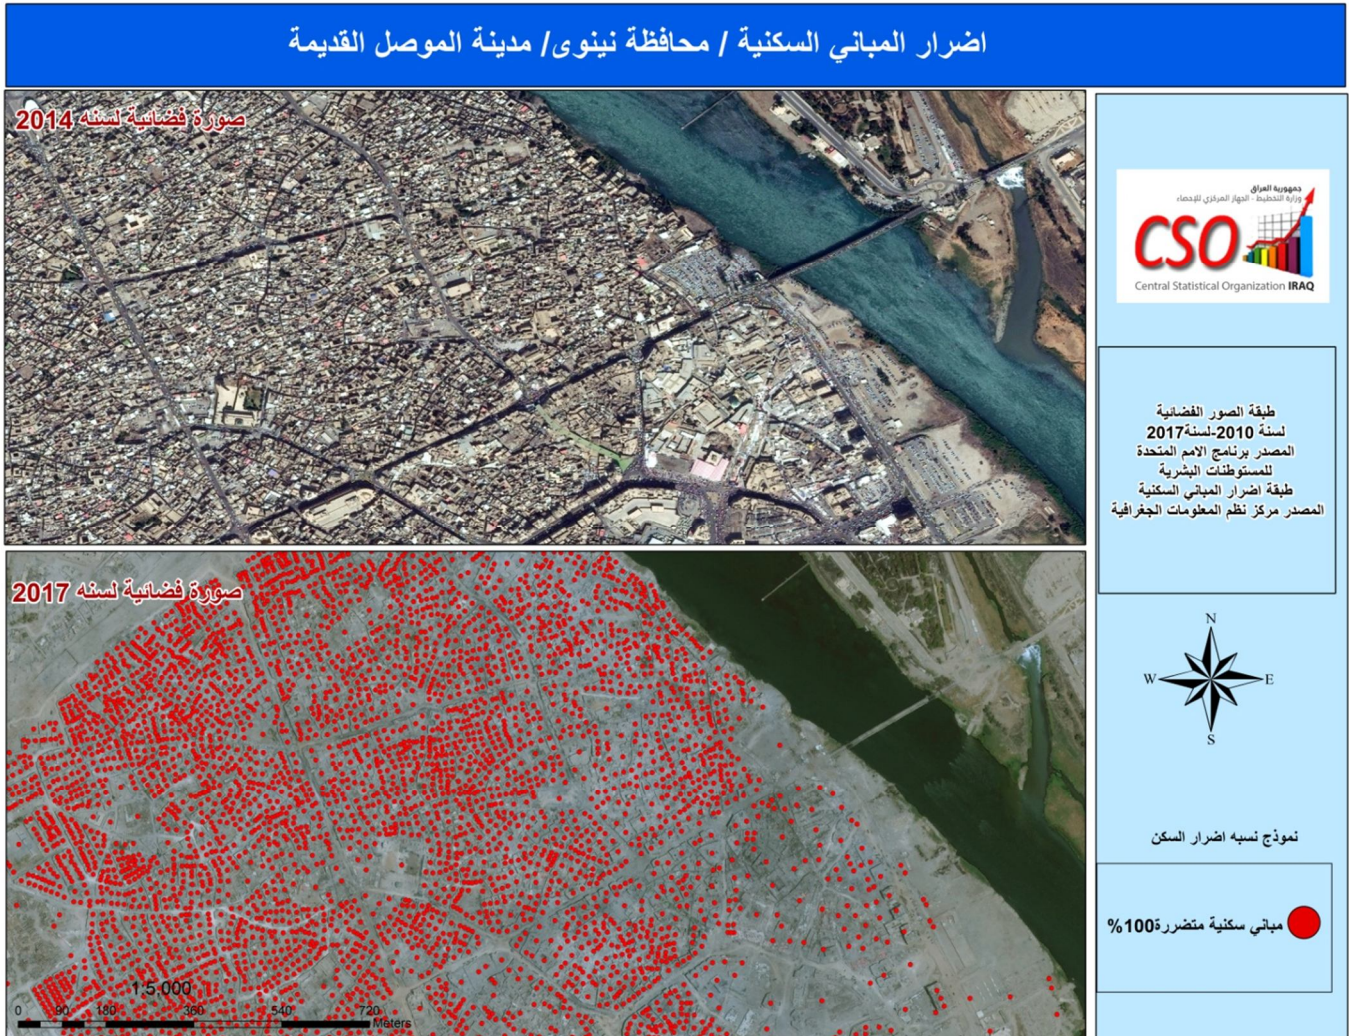 اضرار المباني السكنية / محافظة نينوى/ مدينة الموصل القديمة
صورة فضائية لسنه 2014
جمهورية العراق
وزارة التخطيط - الجهاز المركزي للإحصاء
CSO
Central Statistical Organization IRAQ
طبقة الصور الفضائية
لسنة 2010-لسنة2017
المصدر برنامج الامم المتحدة
للمستوطنات البشرية
طبقة اضرار المباني السكنية
المصدر مركز نظم المعلومات الجغرافية
صورة فضائية لسنه 2017
N
W
E
S
نموذج نسبه اضرار السكن
مباني سكنية متضررة100%
1:5,000
0 90 180 360 540 720
Meters